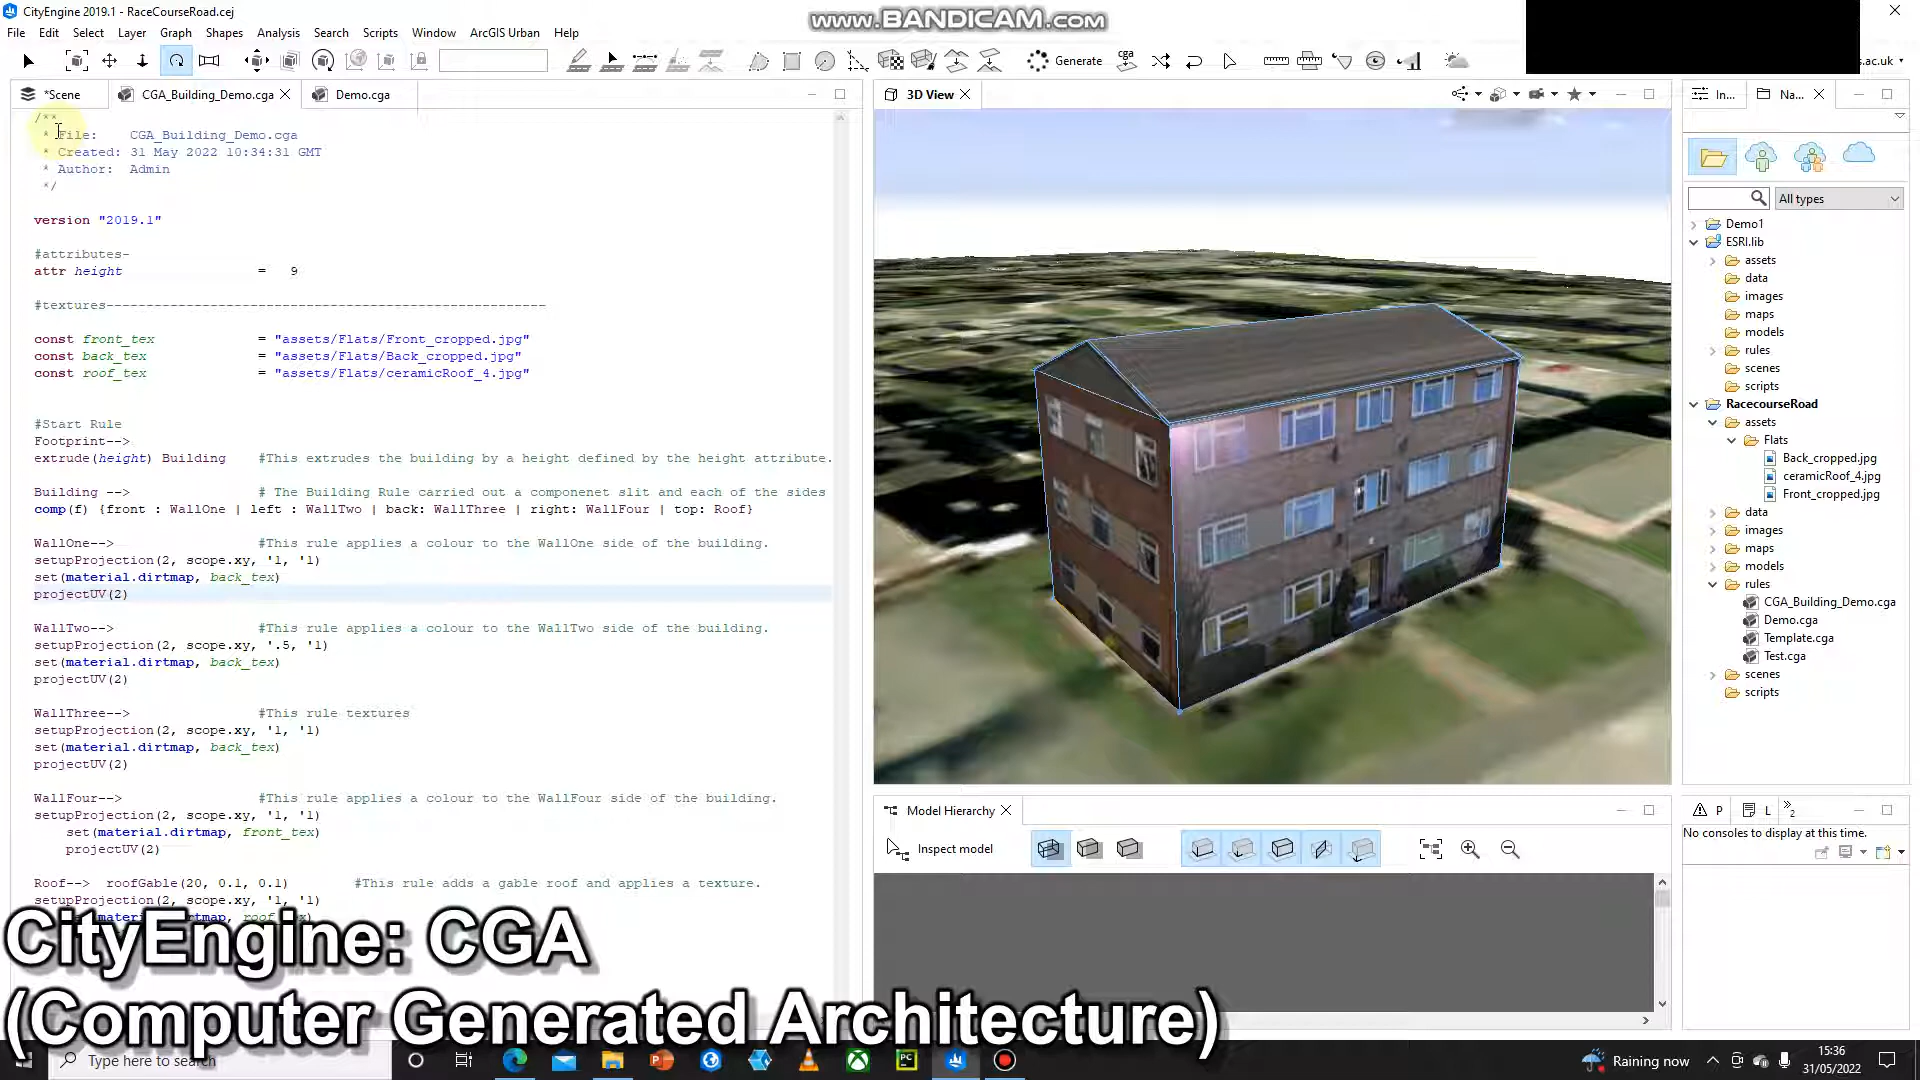 CityEngine 2019.1 - RaceCourseRoad.cej
WWW.BANDICAM.COM
File Edit Select Layer Graph Shapes Analysis Search Scripts Window ArcGIS Urban Help
Generate
cga
s.ac.uk
*Scene
CGA_Building_Demo.cga
Demo.cga
/**
* File: CGA_Building_Demo.cga
* Created: 31 May 2022 10:34:31 GMT
* Author: Admin
*/
version "2019.1"
#attributes-
attr height = 9
#textures-------------------------------------------------------
const front_tex = "assets/Flats/Front_cropped.jpg"
const back_tex = "assets/Flats/Back_cropped.jpg"
const roof_tex = "assets/Flats/ceramicRoof_4.jpg"
#Start Rule
Footprint-->
extrude(height) Building #This extrudes the building by a height defined by the height attribute.
Building --> # The Building Rule carried out a componenet slit and each of the sides
comp(f) {front : WallOne | left : WallTwo | back: WallThree | right: WallFour | top: Roof}
WallOne--> #This rule applies a colour to the WallOne side of the building.
setupProjection(2, scope.xy, '1, '1)
set(material.dirtmap, back_tex)
projectUV(2)
WallTwo--> #This rule applies a colour to the WallTwo side of the building.
setupProjection(2, scope.xy, '.5, '1)
set(material.dirtmap, back_tex)
projectUV(2)
WallThree--> #This rule textures
setupProjection(2, scope.xy, '1, '1)
set(material.dirtmap, back_tex)
projectUV(2)
WallFour--> #This rule applies a colour to the WallFour side of the building.
setupProjection(2, scope.xy, '1, '1)
set(material.dirtmap, front_tex)
projectUV(2)
Roof--> roofGable(20, 0.1, 0.1) #This rule adds a gable roof and applies a texture.
setupProjection(2, scope.xy, '1, '1)
3D View
Model Hierarchy
Inspect model
In...
Na...
All types
Demo1
ESRI.lib
assets
data
images
maps
models
rules
scenes
scripts
RacecourseRoad
assets
Flats
Back_cropped.jpg
ceramicRoof_4.jpg
Front_cropped.jpg
data
images
maps
models
rules
CGA_Building_Demo.cga
Demo.cga
Template.cga
Test.cga
scenes
scripts
P
L
2
No consoles to display at this time.
CityEngine: CGA
(Computer Generated Architecture)
Type here to search
Raining now
15:36
31/05/2022